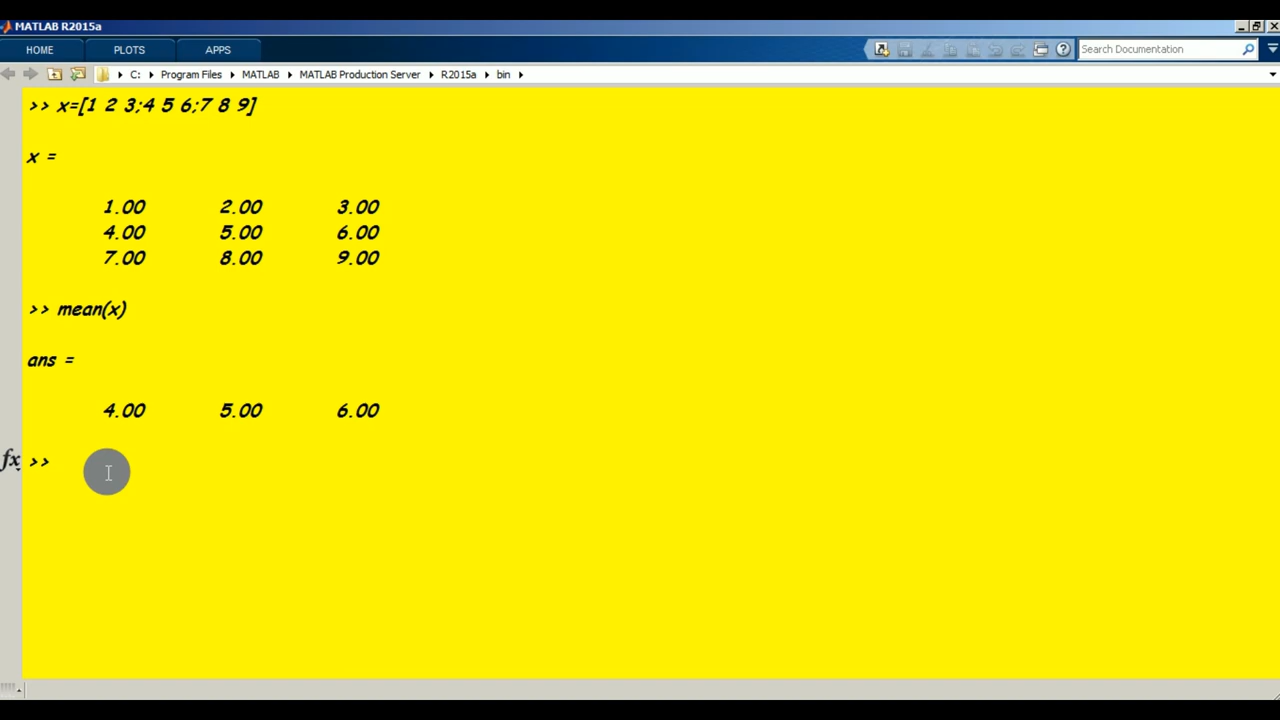 MATLAB R2015a
HOME PLOTS APPS Search Documentation
C: Program Files MATLAB MATLAB Production Server R2015a bin
>> x=[1 2 3;4 5 6;7 8 9]
x =
1.00 2.00 3.00
4.00 5.00 6.00
7.00 8.00 9.00
>> mean(x)
ans =
4.00 5.00 6.00
fx >>